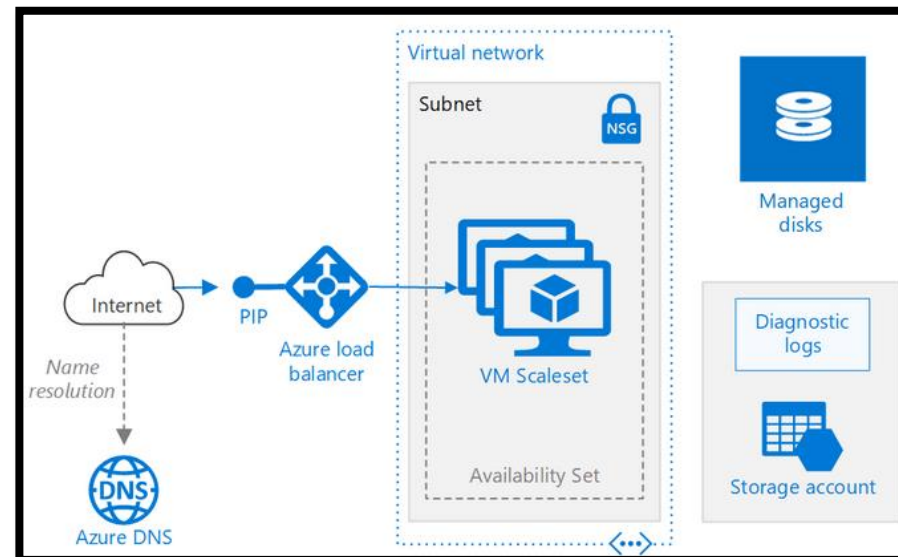 Virtual network
Subnet
NSG
Managed
disks
Internet
PIP
Azure load
balancer
VM Scaleset
Diagnostic
logs
Name
resolution
Availability Set
Storage account
DNS
Azure DNS